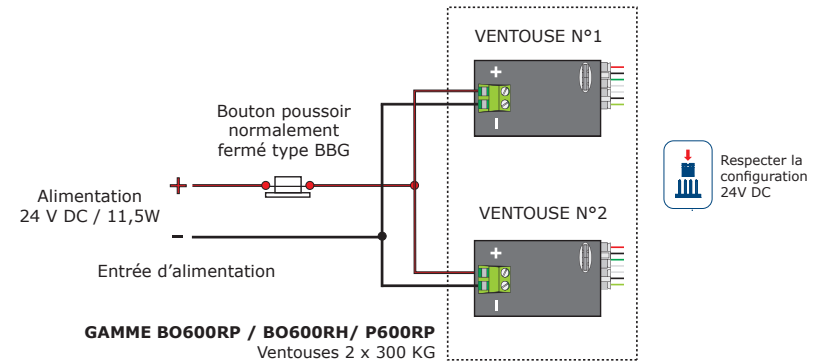 VENTOUSE N°1
+
–
Bouton poussoir
normalement
fermé type BBG
+
Alimentation
24 V DC / 11,5W
–
Entrée d’alimentation
VENTOUSE N°2
+
–
Respecter la
configuration
24V DC
GAMME BO600RP / BO600RH/ P600RP
Ventouses 2 x 300 KG